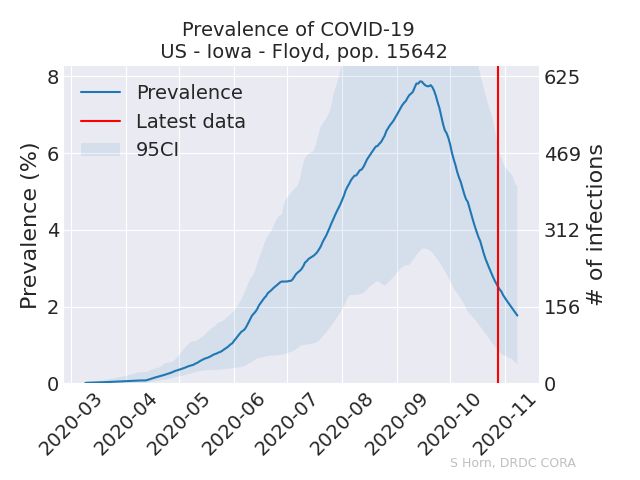 Prevalence of COVID-19
US - Iowa - Floyd, pop. 15642
Prevalence
Latest data
95CI
Prevalence (%)
8
6
4
2
0
# of infections
625
469
312
156
0
2020-03
2020-04
2020-05
2020-06
2020-07
2020-08
2020-09
2020-10
2020-11
S Horn, DRDC CORA